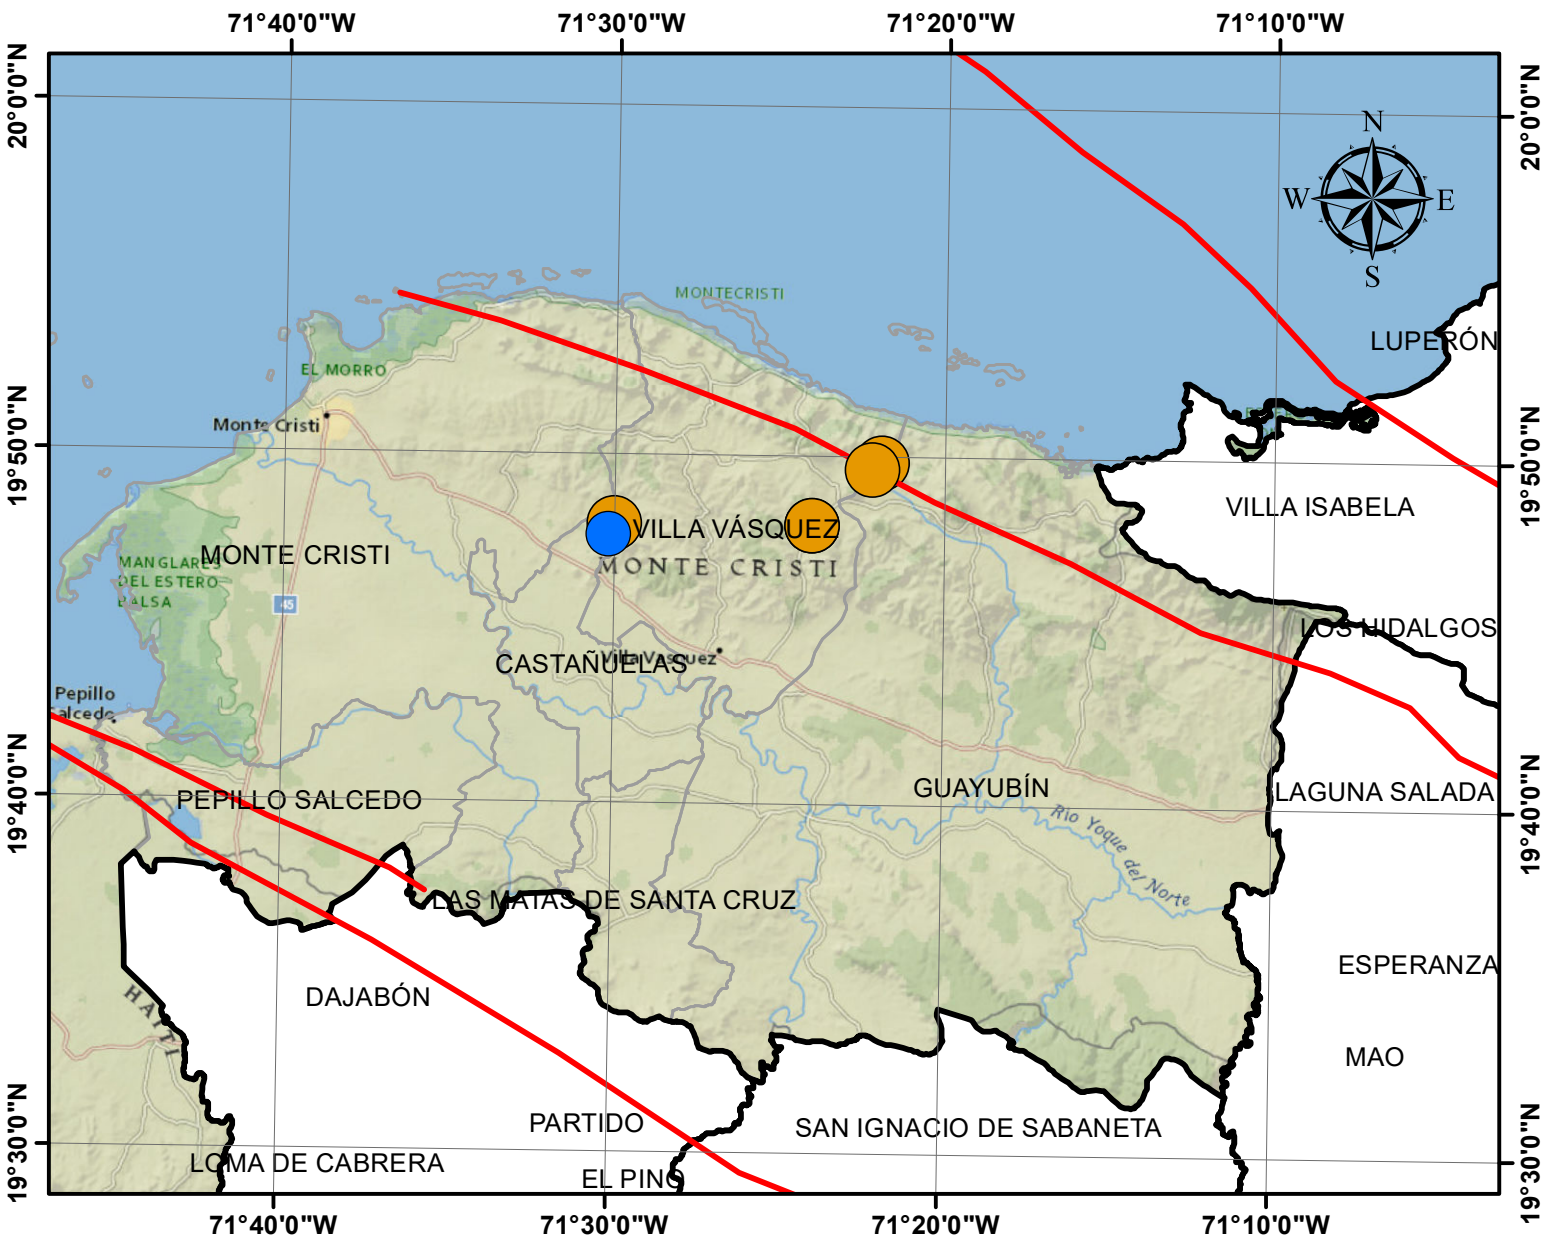 71°40'0"W
71°30'0"W
71°20'0"W
71°10'0"W
20°0'0"N
20°0'0"N
N
W
E
S
MONTECRISTI
LUPERÓN
EL MORRO
Monte Cristi
19°50'0"N
19°50'0"N
VILLA ISABELA
VILLA VÁSQUEZ
MONTE CRISTI
MONTE CRISTI
MANGLARES
DEL ESTERO
BALSA
45
LOS HIDALGOS
CASTAÑUELAS
Villa Vasquez
Pepillo
Salcedo
19°40'0"N
19°40'0"N
PEPILLO SALCEDO
GUAYUBÍN
LAGUNA SALADA
Rio Yaque del Norte
LAS MATAS DE SANTA CRUZ
ESPERANZA
DAJABÓN
HAITI
MAO
PARTIDO
SAN IGNACIO DE SABANETA
19°30'0"N
19°30'0"N
LOMA DE CABRERA
EL PINO
71°40'0"W
71°30'0"W
71°20'0"W
71°10'0"W